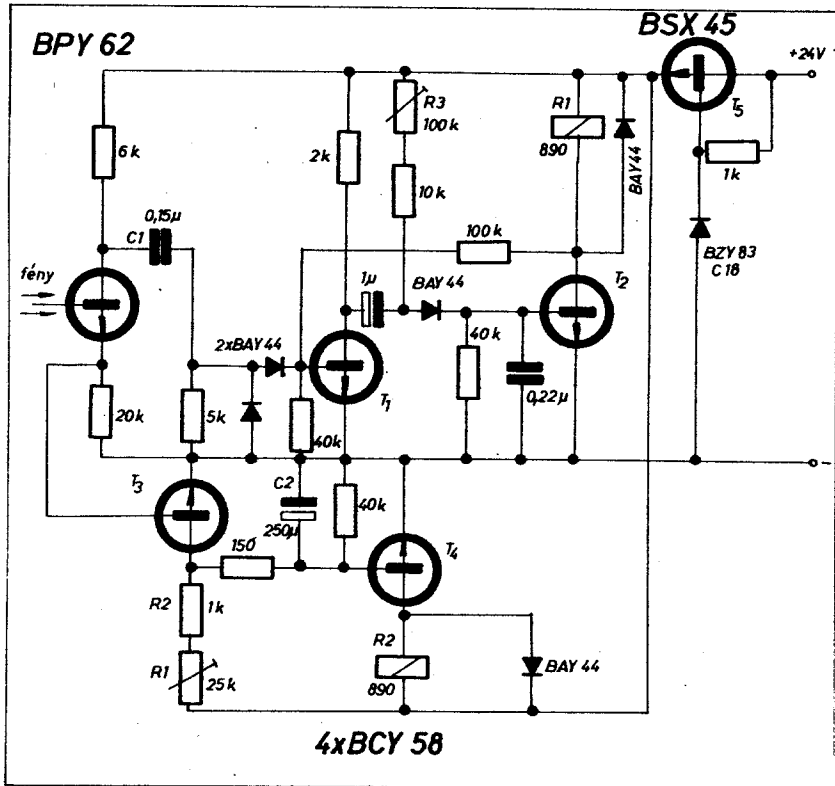 BPY 62
BSX 45
+24V
T5
1k
BZY 83
C 18
6k
0,15µ
C1
fény
20k
5k
2xBAY 44
2k
R3
100k
10k
1µ
BAY 44
100k
R1
890
BAY44
T2
T1
40k
40k
0,22µ
-
T3
C2
250µ
40k
T4
150
R2
1k
R1
25k
R2
890
BAY 44
4xBCY 58